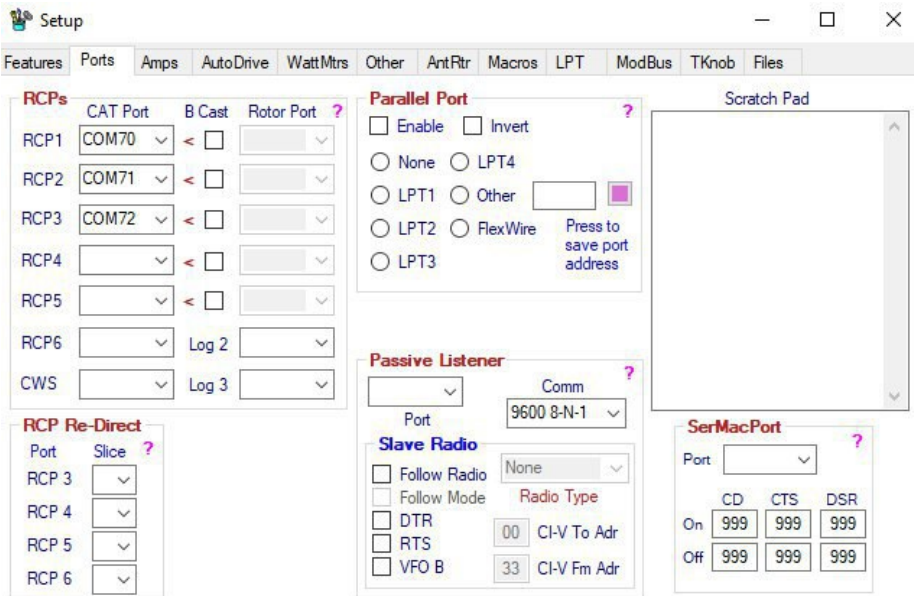 Setup
Features Ports Amps AutoDrive WattMtrs Other AntRtr Macros LPT ModBus TKnob Files
RCPs
CAT Port B Cast Rotor Port ?
RCP1 COM70 <
RCP2 COM71 <
RCP3 COM72 <
RCP4 <
RCP5 <
RCP6 Log 2
CWS Log 3
RCP Re-Direct
Port Slice ?
RCP 3
RCP 4
RCP 5
RCP 6
Parallel Port ?
Enable Invert
None LPT4
LPT1 Other
LPT2 FlexWire
LPT3
Press to
save port
address
Passive Listener ?
Comm
9600 8-N-1
Port
Slave Radio
Follow Radio None
Follow Mode Radio Type
DTR
00 CI-V To Adr
RTS
VFO B 33 CI-V Fm Adr
Scratch Pad
SerMacPort ?
Port
CD CTS DSR
On 999 999 999
Off 999 999 999